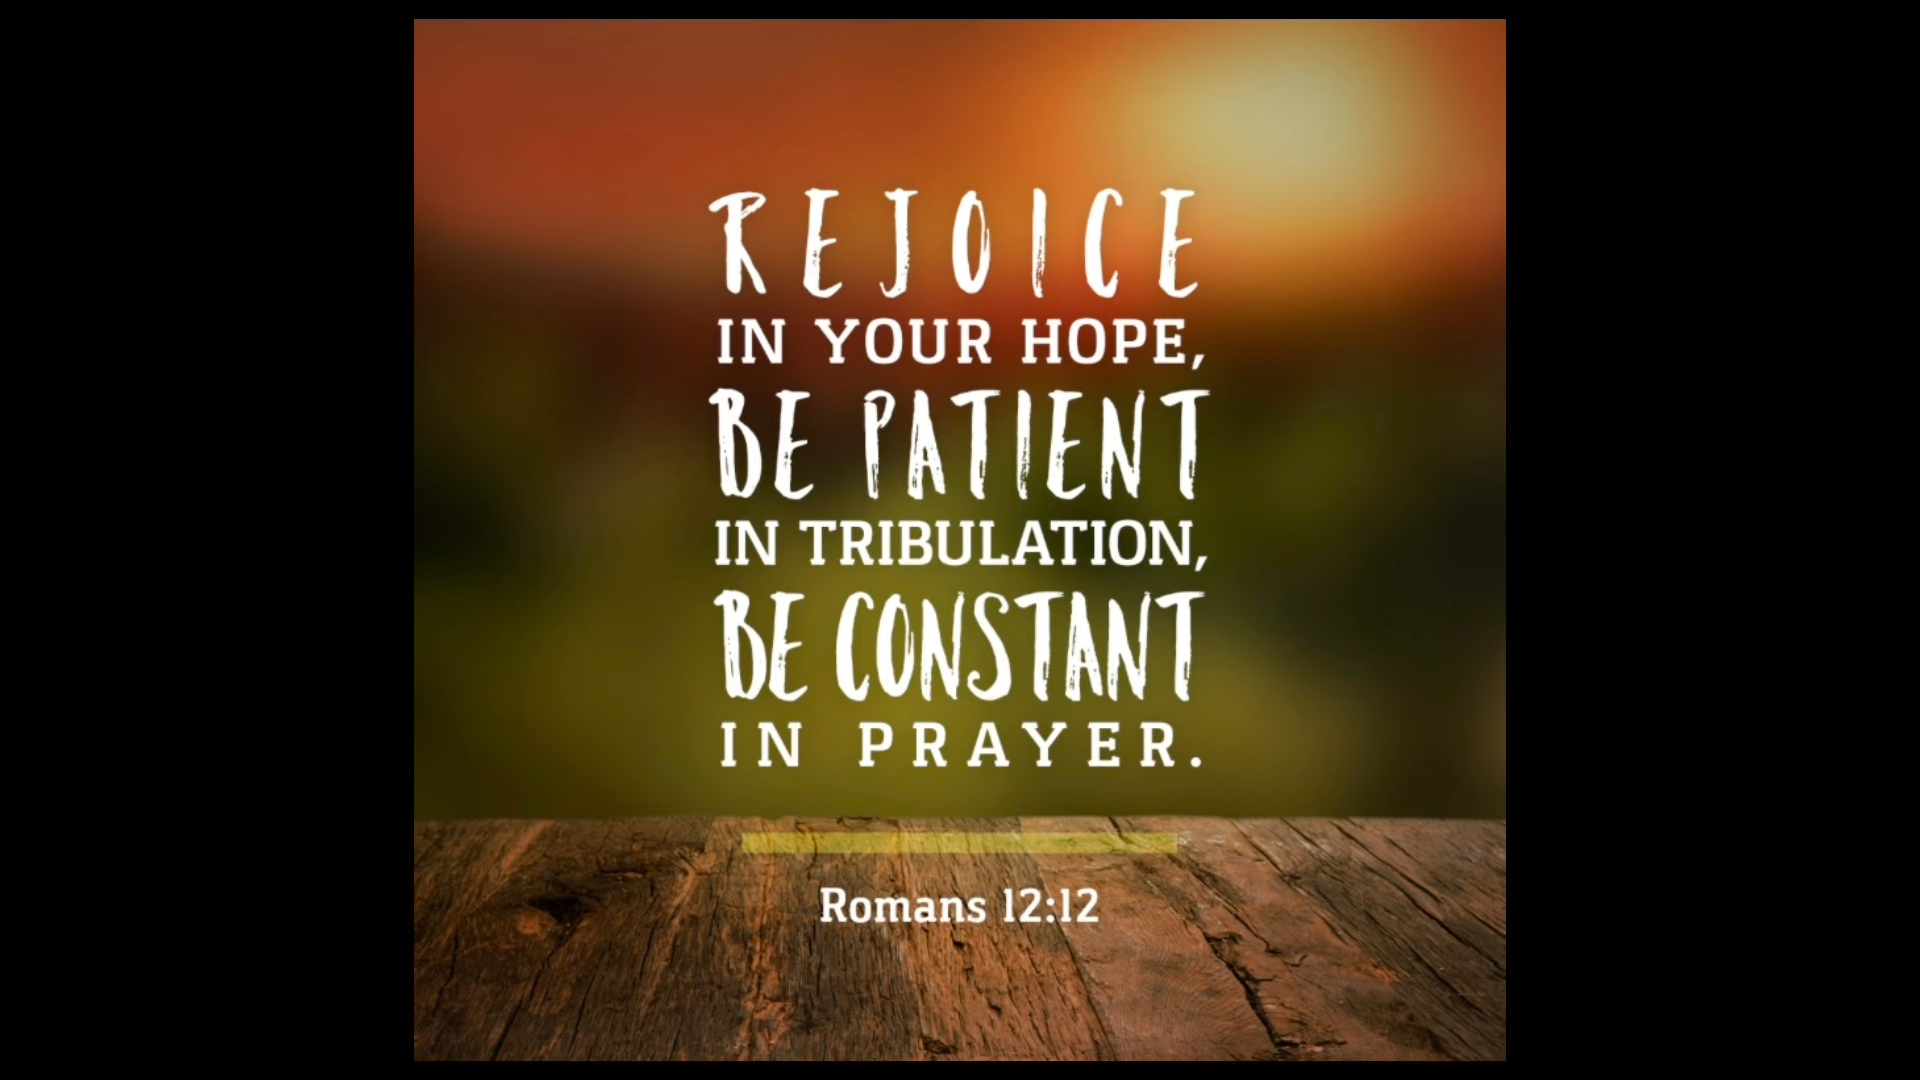 REJOICE
IN YOUR HOPE,
BE PATIENT
IN TRIBULATION,
BE CONSTANT
IN PRAYER.
Romans 12:12